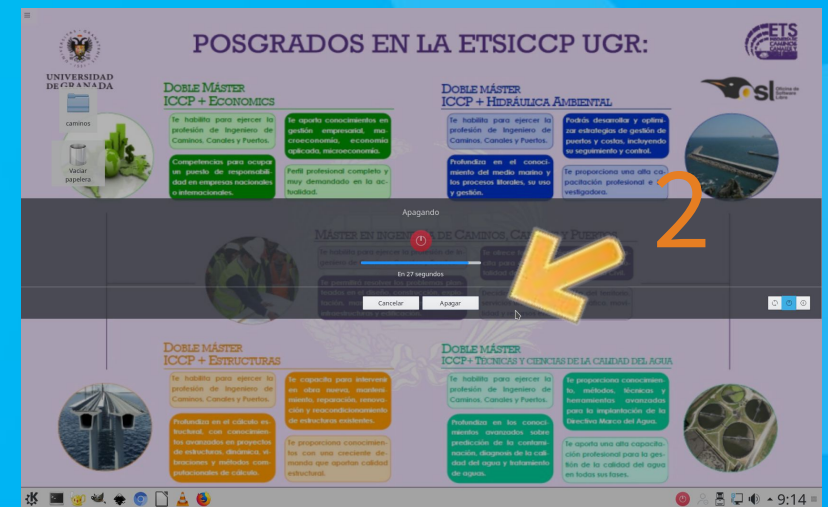 POSGRADOS EN LA ETSICCP UGR:
ETS
UNIVERSIDAD
DE GRANADA
caminos
Vaciar
papelera
DOBLE MÁSTER
ICCP + ECONOMICS
Te habilita para ejercer la
profesión de Ingeniero de
Caminos, Canales y Puertos.
Te aporta conocimientos en
gestión empresarial, ma-
croeconomía, economía
aplicada, microeconomía.
Competencias para ocupar
un puesto de responsabili-
dad en empresas nacionales
o internacionales.
Perfil profesional completo y
muy demandado en la ac-
tualidad.
DOBLE MÁSTER
ICCP + HIDRÁULICA AMBIENTAL
Te habilita para ejercer la
profesión de Ingeniero de
Caminos, Canales y Puertos.
Podrás desarrollar y optimi-
zar estrategias de gestión de
puertos y costas, incluyendo
su seguimiento y control.
Profundiza en el conoci-
miento del medio marino y
los procesos litorales, su uso
y gestión.
Te proporciona una alta ca-
pacitación profesional e
vestigadora.
osl Oficina de
Software
Libre
2
Apagando
MÁSTER EN INGENIERÍA DE CAMINOS, CANALES Y PUERTOS
En 27 segundos
Cancelar
Apagar
DOBLE MÁSTER
ICCP + ESTRUCTURAS
Te habilita para ejercer la
profesión de Ingeniero de
Caminos, Canales y Puertos.
Te capacita para intervenir
en obra nueva, manteni-
miento, reparación, renova-
ción y reacondicionamiento
de estructuras existentes.
Profundiza en el cálculo es-
tructural, con conocimien-
tos avanzados en proyectos
de estructuras, dinámica, vi-
braciones y métodos com-
putacionales de cálculo.
Te proporciona conocimien-
tos con una creciente de-
manda que aportan calidad
estructural.
DOBLE MÁSTER
ICCP + TÉCNICAS Y CIENCIAS DE LA CALIDAD DEL AGUA
Te habilita para ejercer la
profesión de Ingeniero de
Caminos, Canales y Puertos.
Te proporciona conocimien-
to, métodos, técnicas y
herramientos avanzadas
para la implantación de la
Directiva Marco del Agua.
Profundiza en los conoci-
mientos avanzados sobre
predicción de la contami-
nación, diagnosis de la cali-
dad del agua y tratamiento
de aguas.
Te aporta una alta capacita-
ción profesional para la ges-
tión de la calidad del agua
en todas sus fases.
9:14